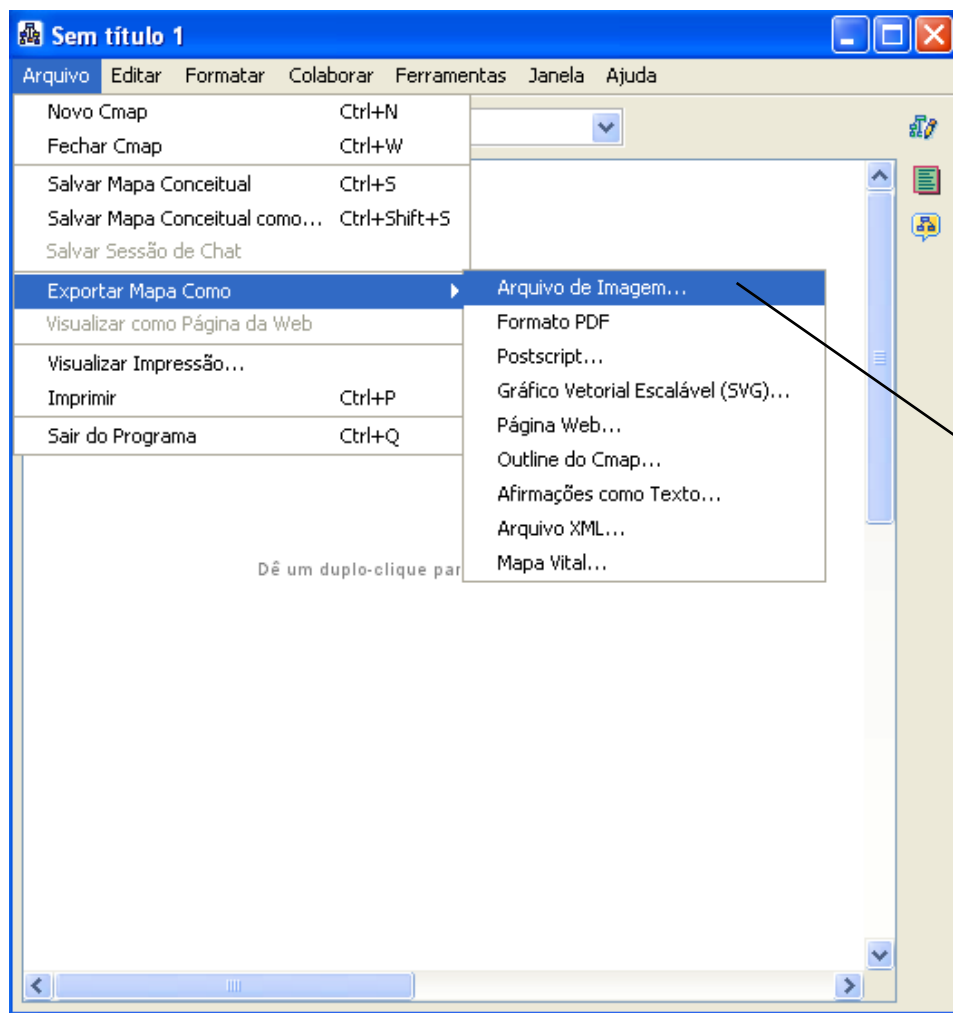 Sem título 1
Arquivo Editar Formatar Colaborar Ferramentas Janela Ajuda
Novo Cmap Ctrl+N
Fechar Cmap Ctrl+W
Salvar Mapa Conceitual Ctrl+S
Salvar Mapa Conceitual como... Ctrl+Shift+S
Salvar Sessão de Chat
Exportar Mapa Como
Visualizar como Página da Web
Visualizar Impressão...
Imprimir Ctrl+P
Sair do Programa Ctrl+Q
Arquivo de Imagem...
Formato PDF
Postscript...
Gráfico Vetorial Escalável (SVG)...
Página Web...
Outline do Cmap...
Afirmações como Texto...
Arquivo XML...
Mapa Vital...
Dê um duplo-clique par